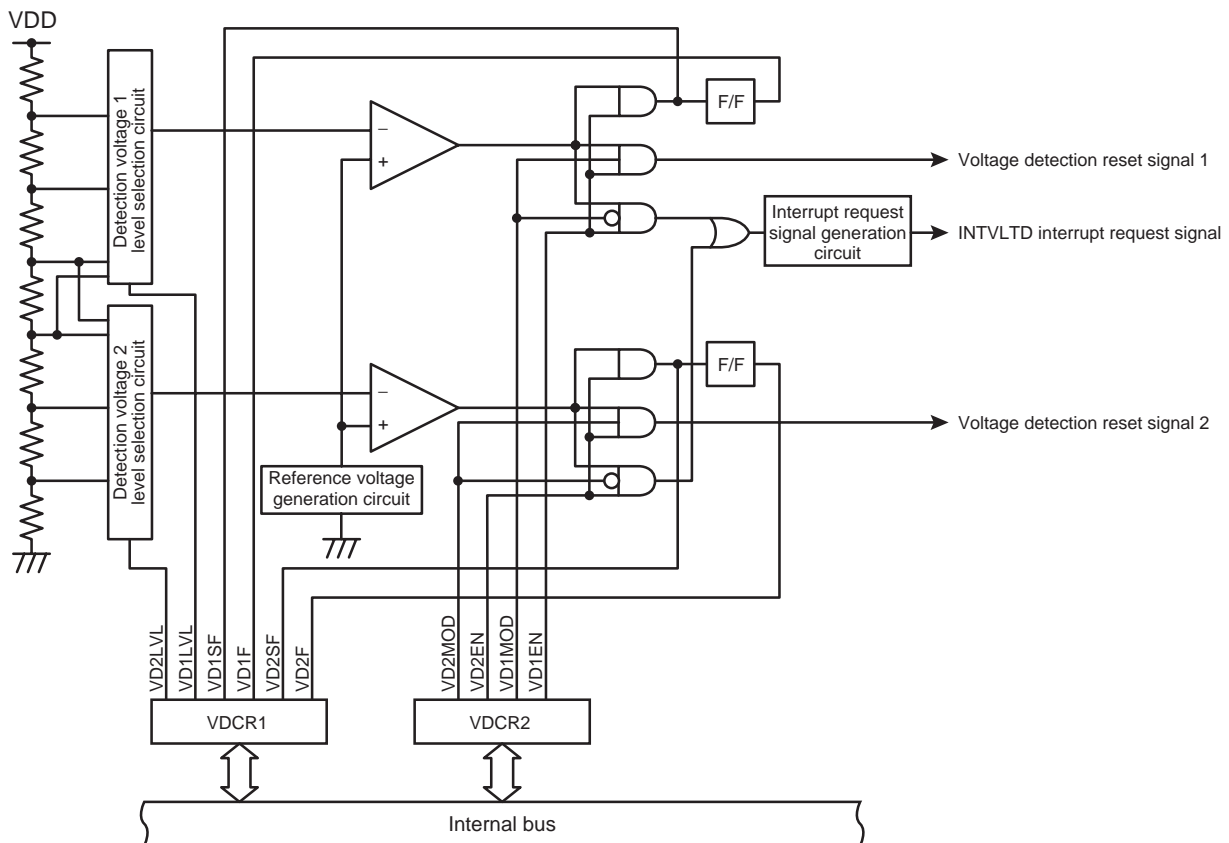 VDD
Detection voltage 1
level selection circuit
−
+
F/F
Voltage detection reset signal 1
Interrupt request
signal generation
circuit
INTVLTD interrupt request signal
Detection voltage 2
level selection circuit
−
+
F/F
Voltage detection reset signal 2
Reference voltage
generation circuit
VD2LVL
VD1LVL
VD1SF
VD1F
VD2SF
VD2F
VD2MOD
VD2EN
VD1MOD
VD1EN
VDCR1
VDCR2
Internal bus